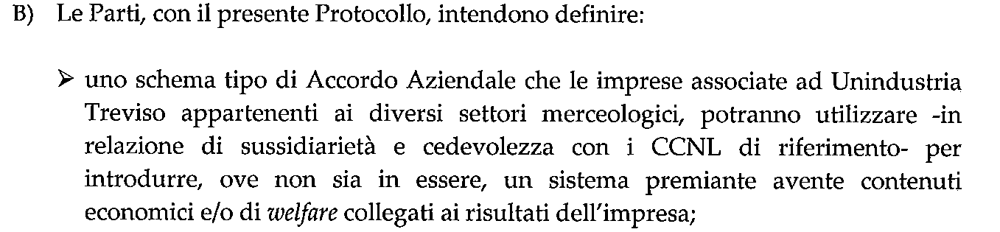 B) Le Parti, con il presente Protocollo, intendono definire:
➢ uno schema tipo di Accordo Aziendale che le imprese associate ad Unindustria
Treviso appartenenti ai diversi settori merceologici, potranno utilizzare -in
relazione di sussidiarietà e cedevolezza con i CCNL di riferimento- per
introdurre, ove non sia in essere, un sistema premiante avente contenuti
economici e/o di welfare collegati ai risultati dell'impresa;